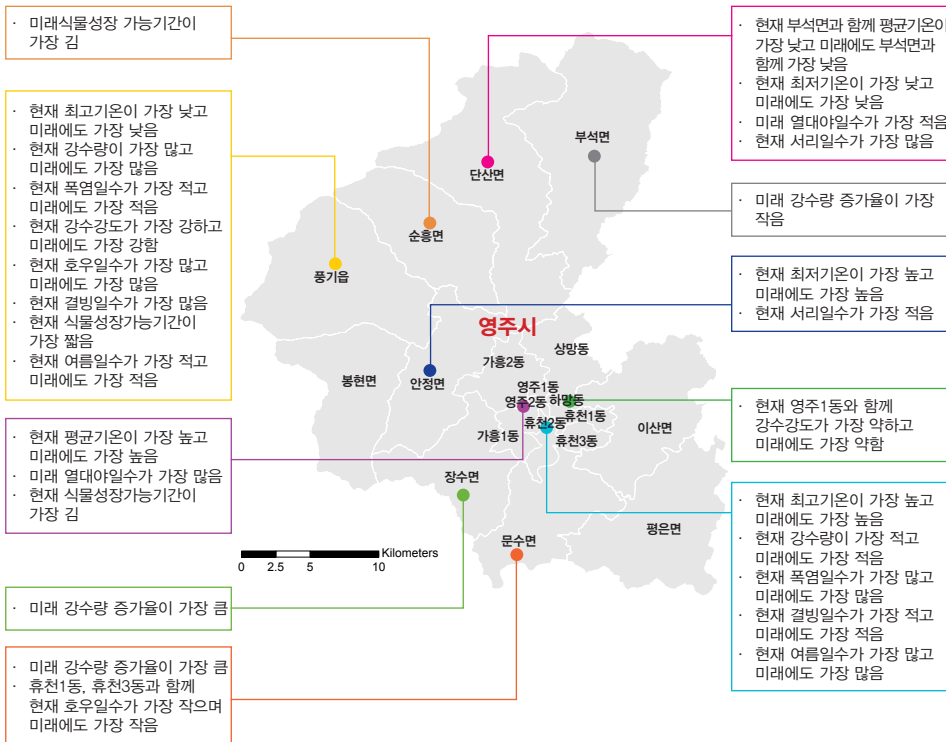 · 미래식물성장 가능기간이
가장 김
· 현재 최고기온이 가장 낮고
미래에도 가장 낮음
· 현재 강수량이 가장 많고
미래에도 가장 많음
· 현재 폭염일수가 가장 적고
미래에도 가장 적음
· 현재 강수강도가 가장 강하고
미래에도 가장 강함
· 현재 호우일수가 가장 많고
미래에도 가장 많음
· 현재 결빙일수가 가장 많음
· 현재 식물성장가능기간이
가장 짧음
· 현재 여름일수가 가장 적고
미래에도 가장 적음
· 현재 평균기온이 가장 높고
미래에도 가장 높음
· 미래 열대야일수가 가장 많음
· 현재 식물성장가능기간이
가장 김
· 미래 강수량 증가율이 가장 큼
· 미래 강수량 증가율이 가장 큼
· 휴천1동, 휴천3동과 함께
현재 호우일수가 가장 작으며
미래에도 가장 작음
부석면
단산면
순흥면
풍기읍
영주시
상망동
가흥2동
봉현면
안정면
영주1동
영주2동
하망동
휴천1동
휴천2동
이산면
가흥1동
휴천3동
장수면
평은면
문수면
Kilometers
0 2.5 5 10
· 현재 부석면과 함께 평균기온이
가장 낮고 미래에도 부석면과
함께 가장 낮음
· 현재 최저기온이 가장 낮고
미래에도 가장 낮음
· 미래 열대야일수가 가장 적음
· 현재 서리일수가 가장 많음
· 미래 강수량 증가율이 가장
작음
· 현재 최저기온이 가장 높고
미래에도 가장 높음
· 현재 서리일수가 가장 적음
· 현재 영주1동와 함께
강수강도가 가장 약하고
미래에도 가장 약함
· 현재 최고기온이 가장 높고
미래에도 가장 높음
· 현재 강수량이 가장 적고
미래에도 가장 적음
· 현재 폭염일수가 가장 많고
미래에도 가장 많음
· 현재 결빙일수가 가장 적고
미래에도 가장 적음
· 현재 여름일수가 가장 많고
미래에도 가장 많음